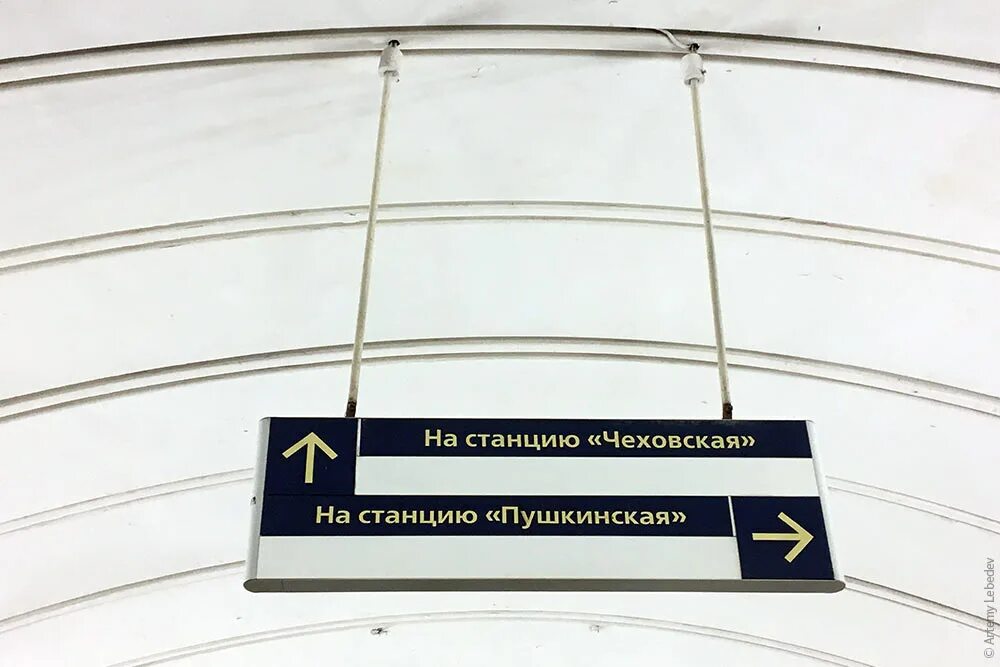 На станцию «Чеховская»
На станцию «Пушкинская»
© Artemy Lebedev